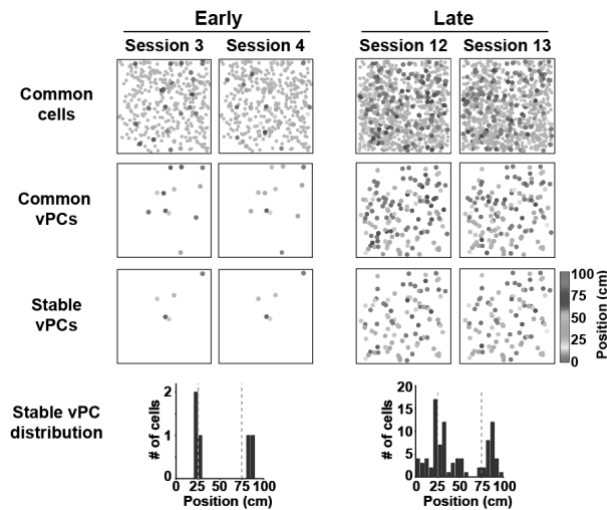 Early
Late
Session 3
Session 4
Session 12
Session 13
Common
cells
Common
vPCs
Stable
vPCs
100
75
50
25
0
Position (cm)
Stable vPC
distribution
# of cells
2
1
0
0 25 75 100
Position (cm)
# of cells
20
15
10
5
0
0 25 50 75 100
Position (cm)